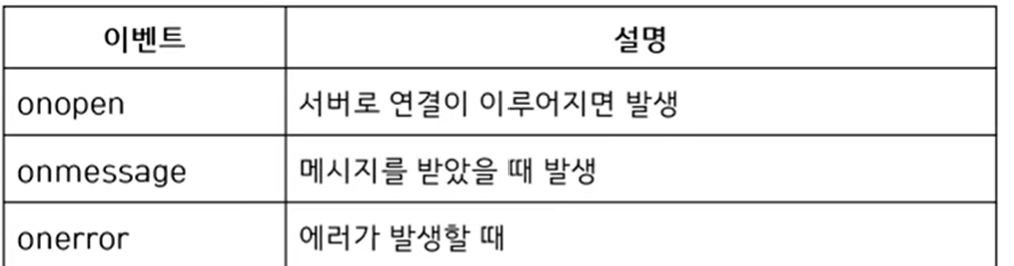 이벤트 설명
onopen 서버로 연결이 이루어지면 발생
onmessage 메시지를 받았을 때 발생
onerror 에러가 발생할 때